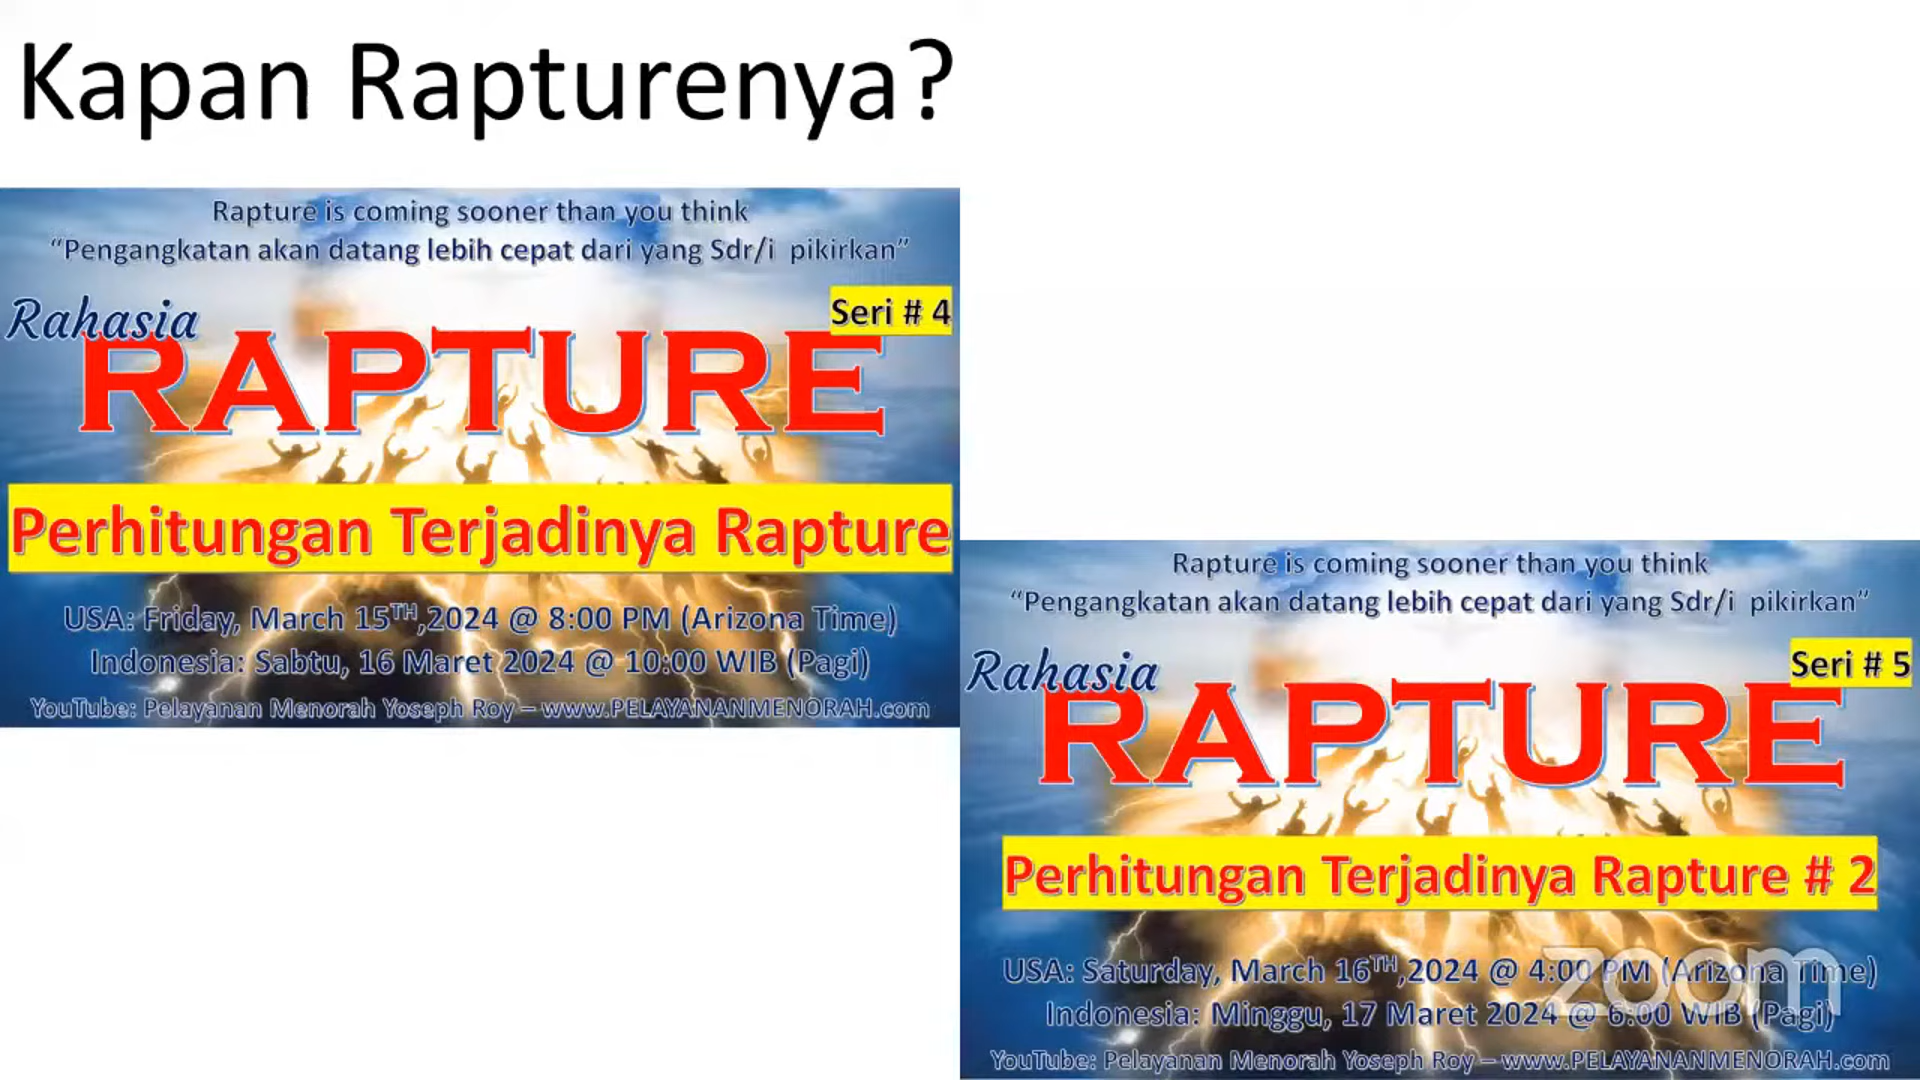 Kapan Rapturenya?
Rapture is coming sooner than you think
“Pengangkatan akan datang lebih cepat dari yang Sdr/i pikirkan”
Seri # 4
Rahasia
RAPTURE
Perhitungan Terjadinya Rapture
USA: Friday, March 15TH,2024 @ 8:00 PM (Arizona Time)
Indonesia: Sabtu, 16 Maret 2024 @ 10:00 WIB (Pagi)
YouTube: Pelayanan Menorah Yoseph Roy – www.PELAYANANMENORAH.com
Rapture is coming sooner than you think
“Pengangkatan akan datang lebih cepat dari yang Sdr/i pikirkan”
Seri # 5
Rahasia
RAPTURE
Perhitungan Terjadinya Rapture # 2
USA: Saturday, March 16TH,2024 @ 4:00 PM (Arizona Time)
Indonesia: Minggu, 17 Maret 2024 @ 6:00 WIB (Pagi)
zoom
YouTube: Pelayanan Menorah Yoseph Roy – www.PELAYANANMENORAH.com